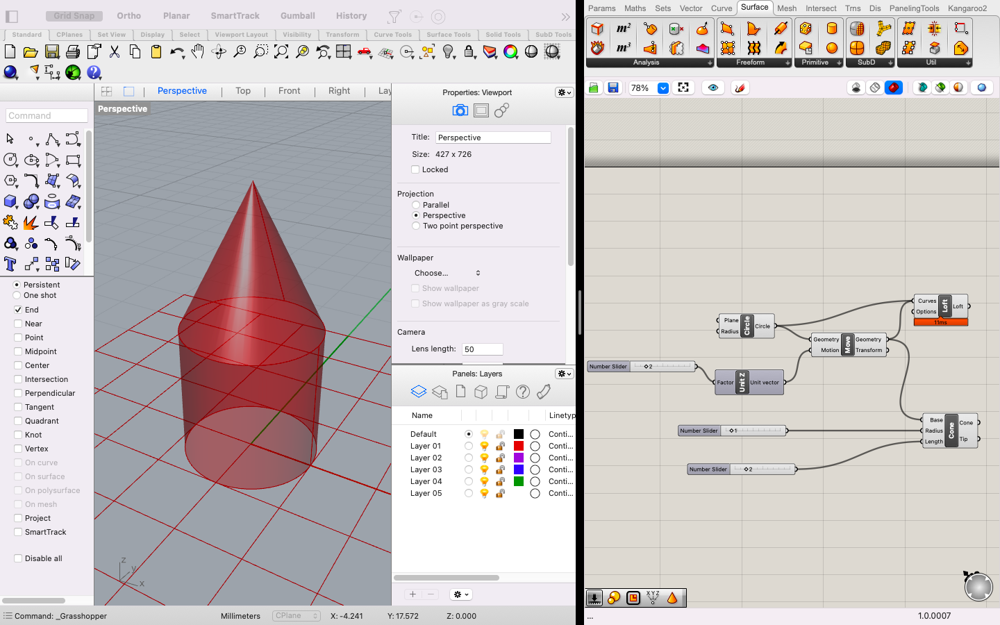 Grid Snap Ortho Planar SmartTrack Gumball History
Standard CPlanes Set View Display Select Viewport Layout Visibility Transform Curve Tools Surface Tools Solid Tools SubD Tools
Perspective Top Front Right Lay
Command
Perspective
Persistent
One shot
End
Near
Point
Midpoint
Center
Intersection
Perpendicular
Tangent
Quadrant
Knot
Vertex
On curve
On surface
On polysurface
On mesh
Project
SmartTrack
Disable all
z
y
x
Properties: Viewport
Title: Perspective
Size: 427 x 726
Locked
Projection
Parallel
Perspective
Two point perspective
Wallpaper
Choose...
Show wallpaper
Show wallpaper as gray scale
Camera
Lens length: 50
Panels: Layers
Name Linetyp
Default Conti...
Layer 01 Conti...
Layer 02 Conti...
Layer 03 Conti...
Layer 04 Conti...
Layer 05 Conti...
Command: _Grasshopper Millimeters CPlane X: -4.241 Y: 17.572 Z: 0.000
Params Maths Sets Vector Curve Surface Mesh Intersect Trns Dis PanelingTools Kangaroo2
m²
m³
Analysis Freeform Primitive SubD Util
78%
Curves
Options
Loft
Loft
11ms
Plane
Radius
Circle
Circle
Geometry
Motion
Move
Geometry
Transform
Number Slider 2
Factor
Unit Z
Unit vector
Number Slider 1
Base
Radius
Length
Cone
Cone
Tip
Number Slider 2
XYZ
... 1.0.0007